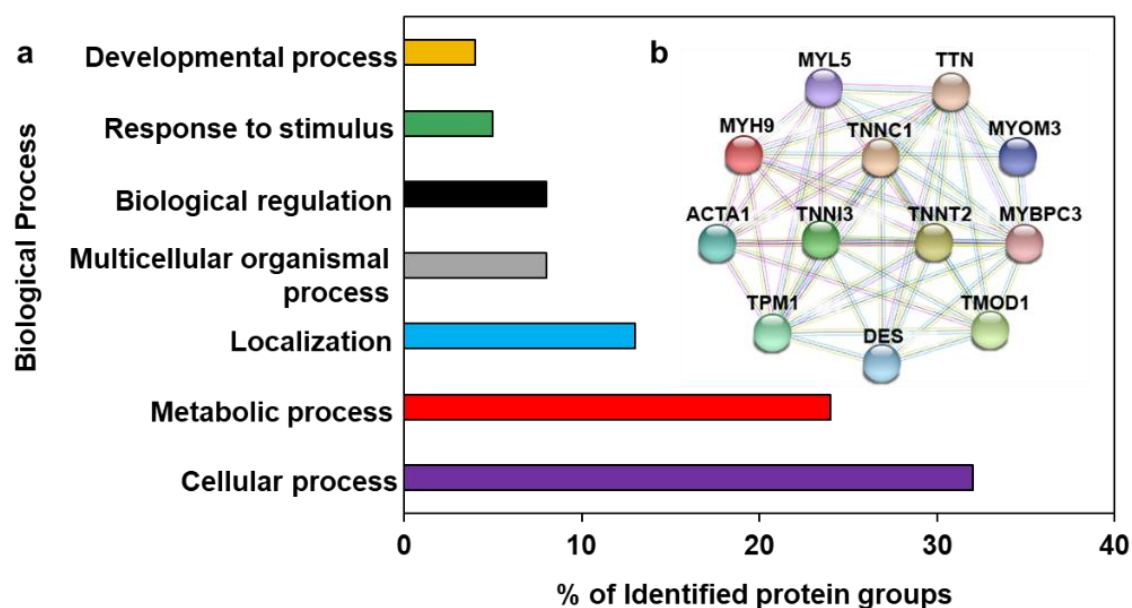 a
Biological Process
Developmental process
Response to stimulus
Biological regulation
Multicellular organismal
process
Localization
Metabolic process
Cellular process
0 10 20 30 40
% of Identified protein groups
b
MYL5 TTN
MYH9 TNNC1 MYOM3
ACTA1 TNNI3 TNNT2 MYBPC3
TPM1 TMOD1
DES